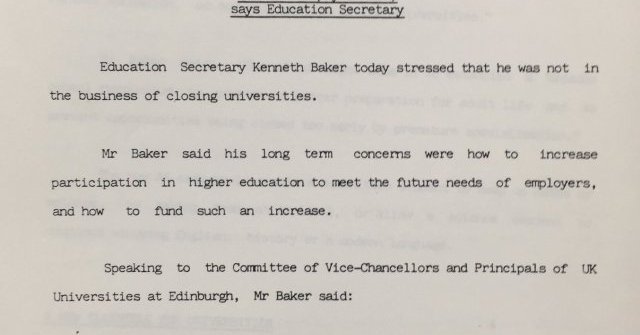 says Education Secretary
Education Secretary Kenneth Baker today stressed that he was not in
the business of closing universities.
Mr Baker said his long term concerns were how to increase
participation in higher education to meet the future needs of employers,
and how to fund such an increase.
Speaking to the Committee of Vice-Chancellors and Principals of UK
Universities at Edinburgh, Mr Baker said: